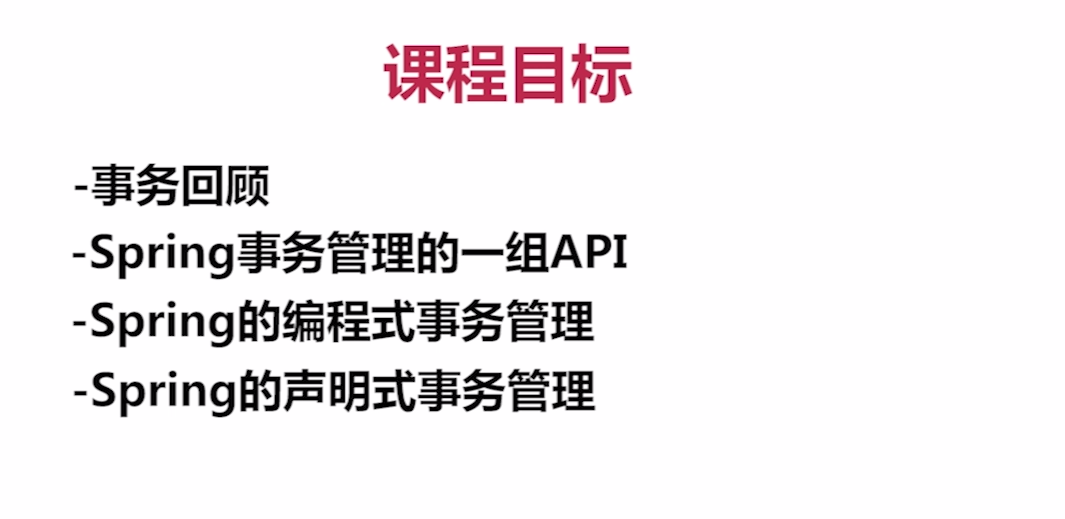 课程目标
-事务回顾
-Spring事务管理的一组API
-Spring的编程式事务管理
-Spring的声明式事务管理